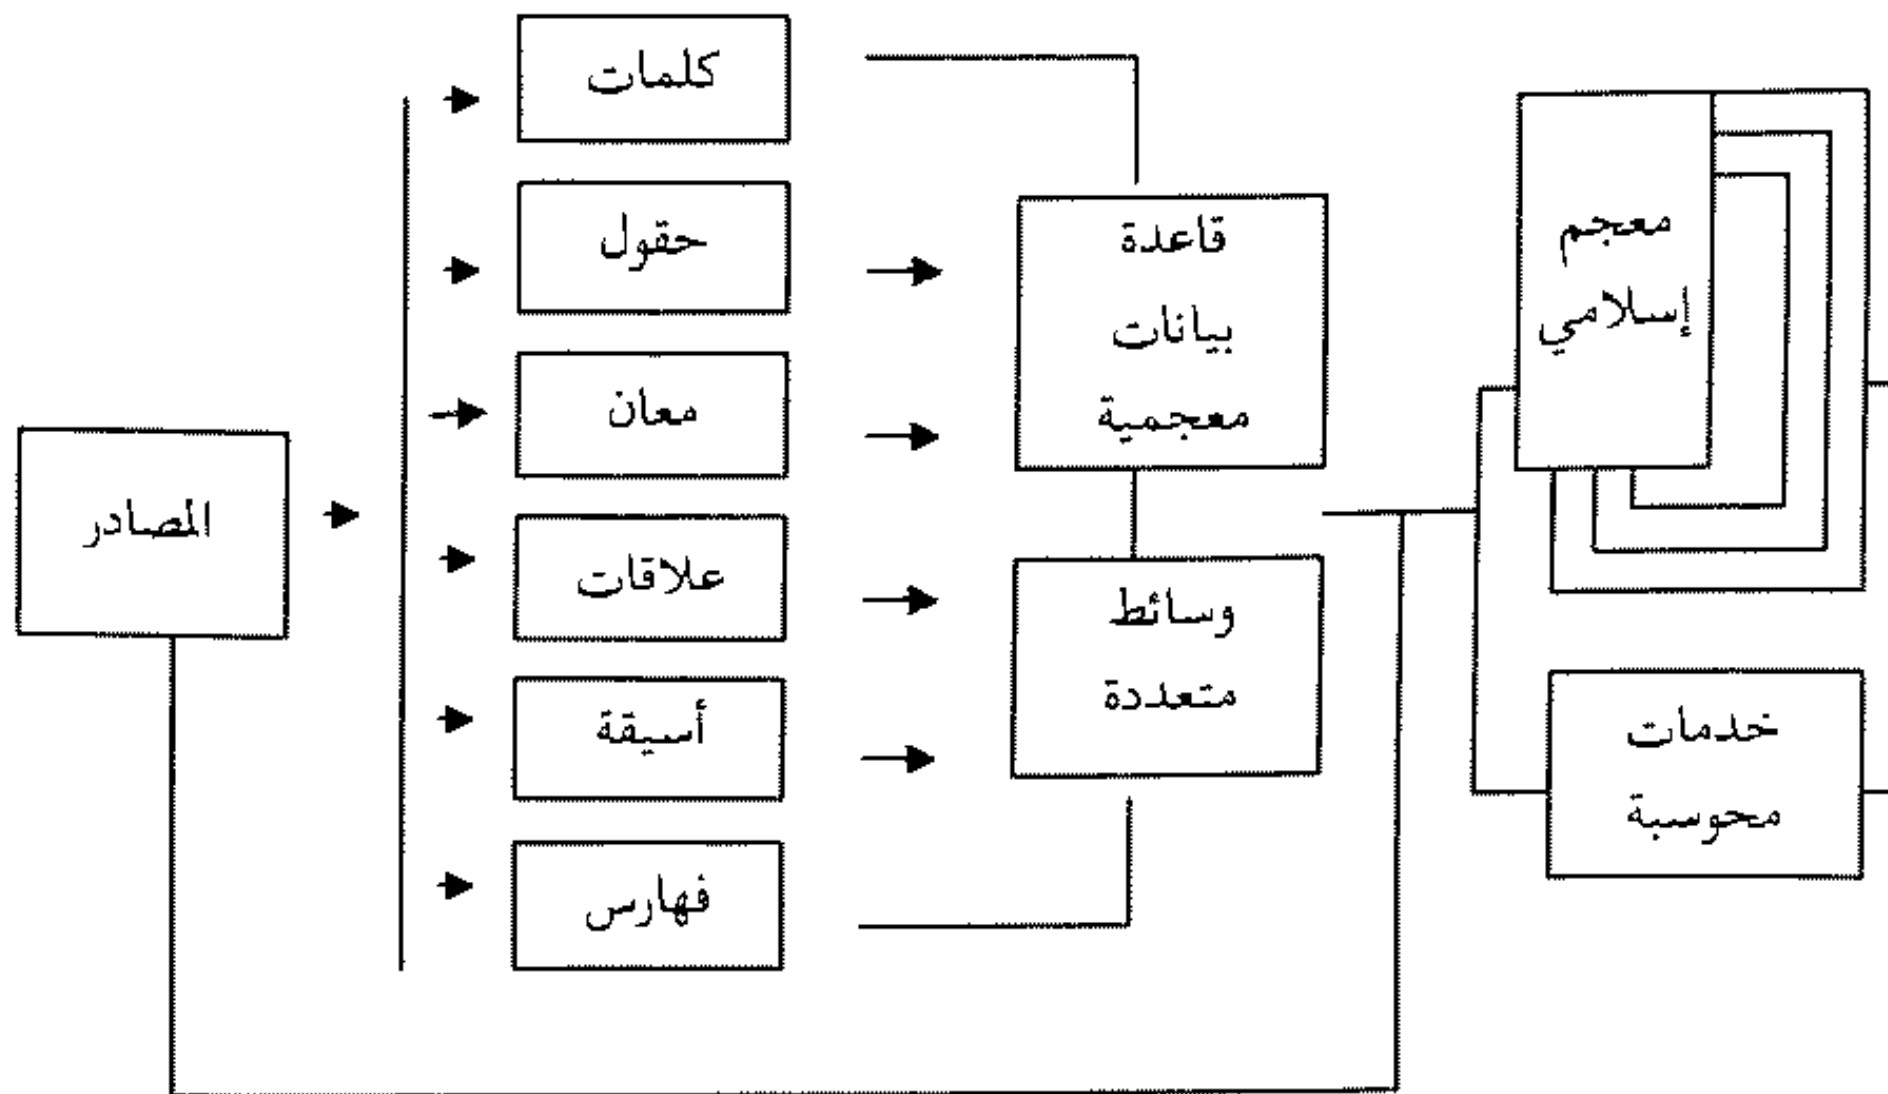 المصادر
كلمات
حقول
معان
علاقات
أسيقة
فهارس
قاعدة
بيانات
معجمية
وسائط
متعددة
معجم
إسلامي
خدمات
محوسبة